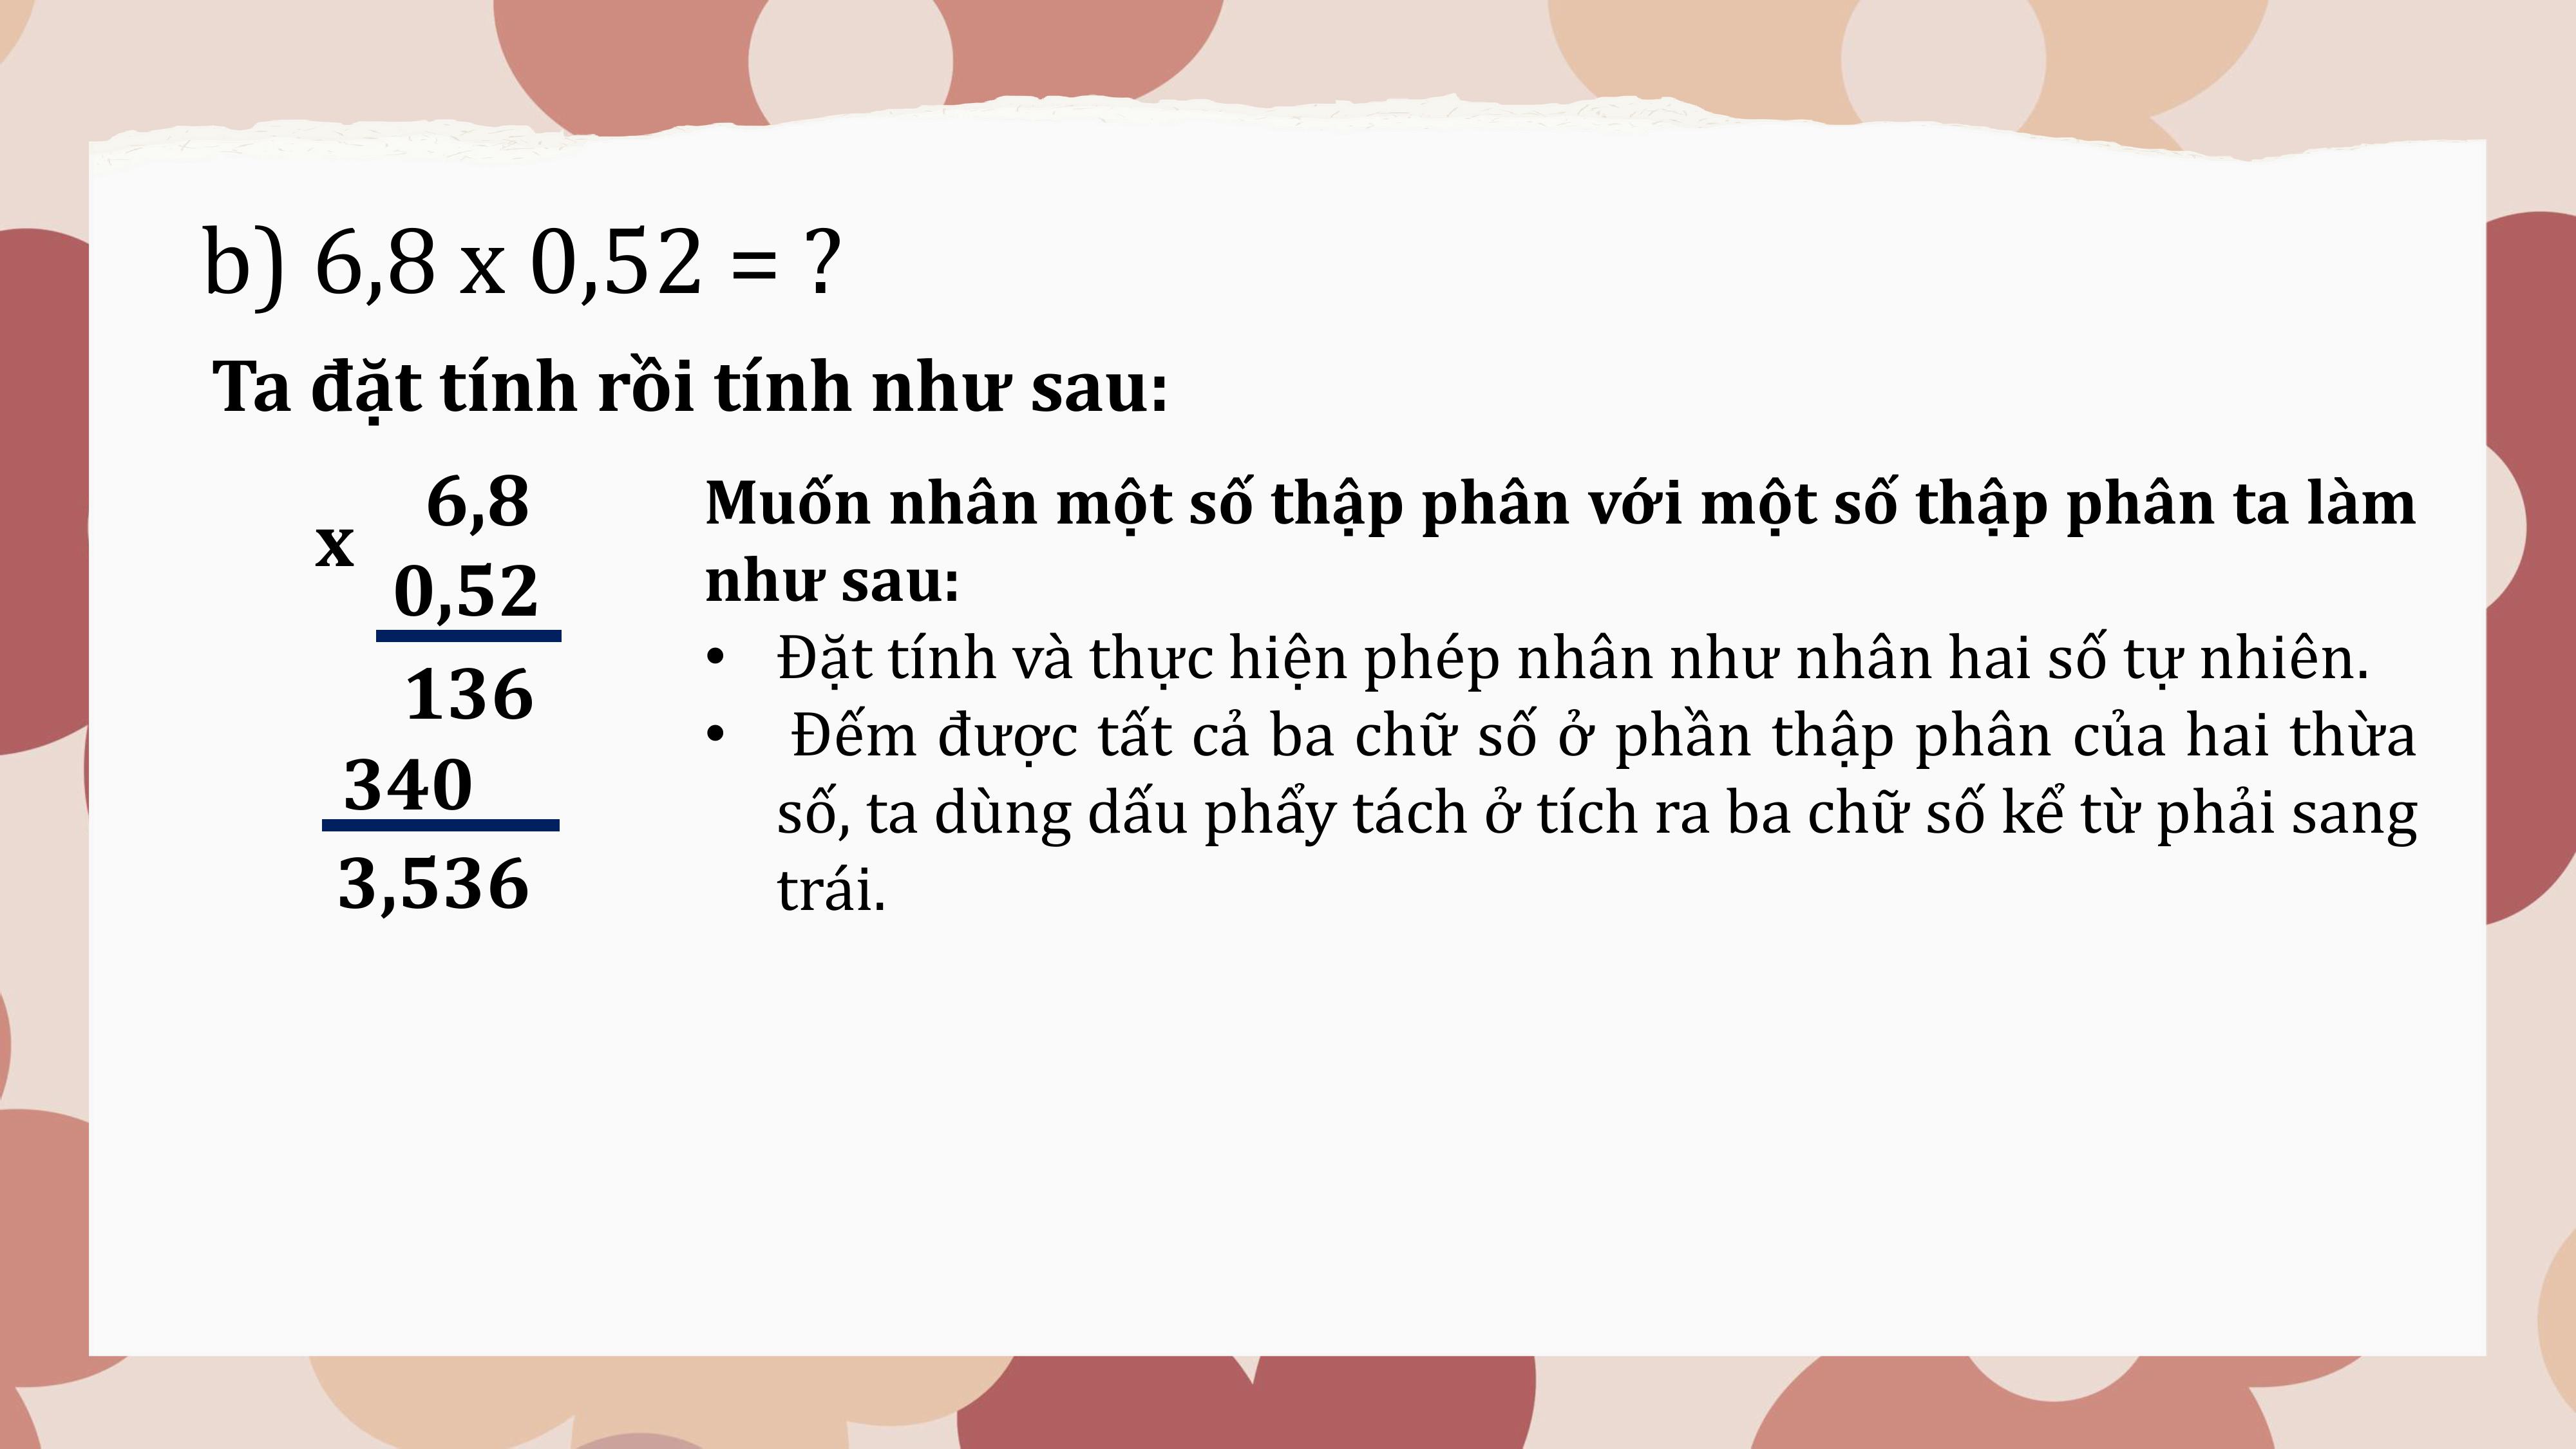 b) 6,8 x 0,52 = ?
Ta đặt tính rồi tính như sau:
6,8
x
0,52
136
340
3,536
Muốn nhân một số thập phân với một số thập phân ta làm
như sau:
• Đặt tính và thực hiện phép nhân như nhân hai số tự nhiên.
• Đếm được tất cả ba chữ số ở phần thập phân của hai thừa
số, ta dùng dấu phẩy tách ở tích ra ba chữ số kể từ phải sang
trái.